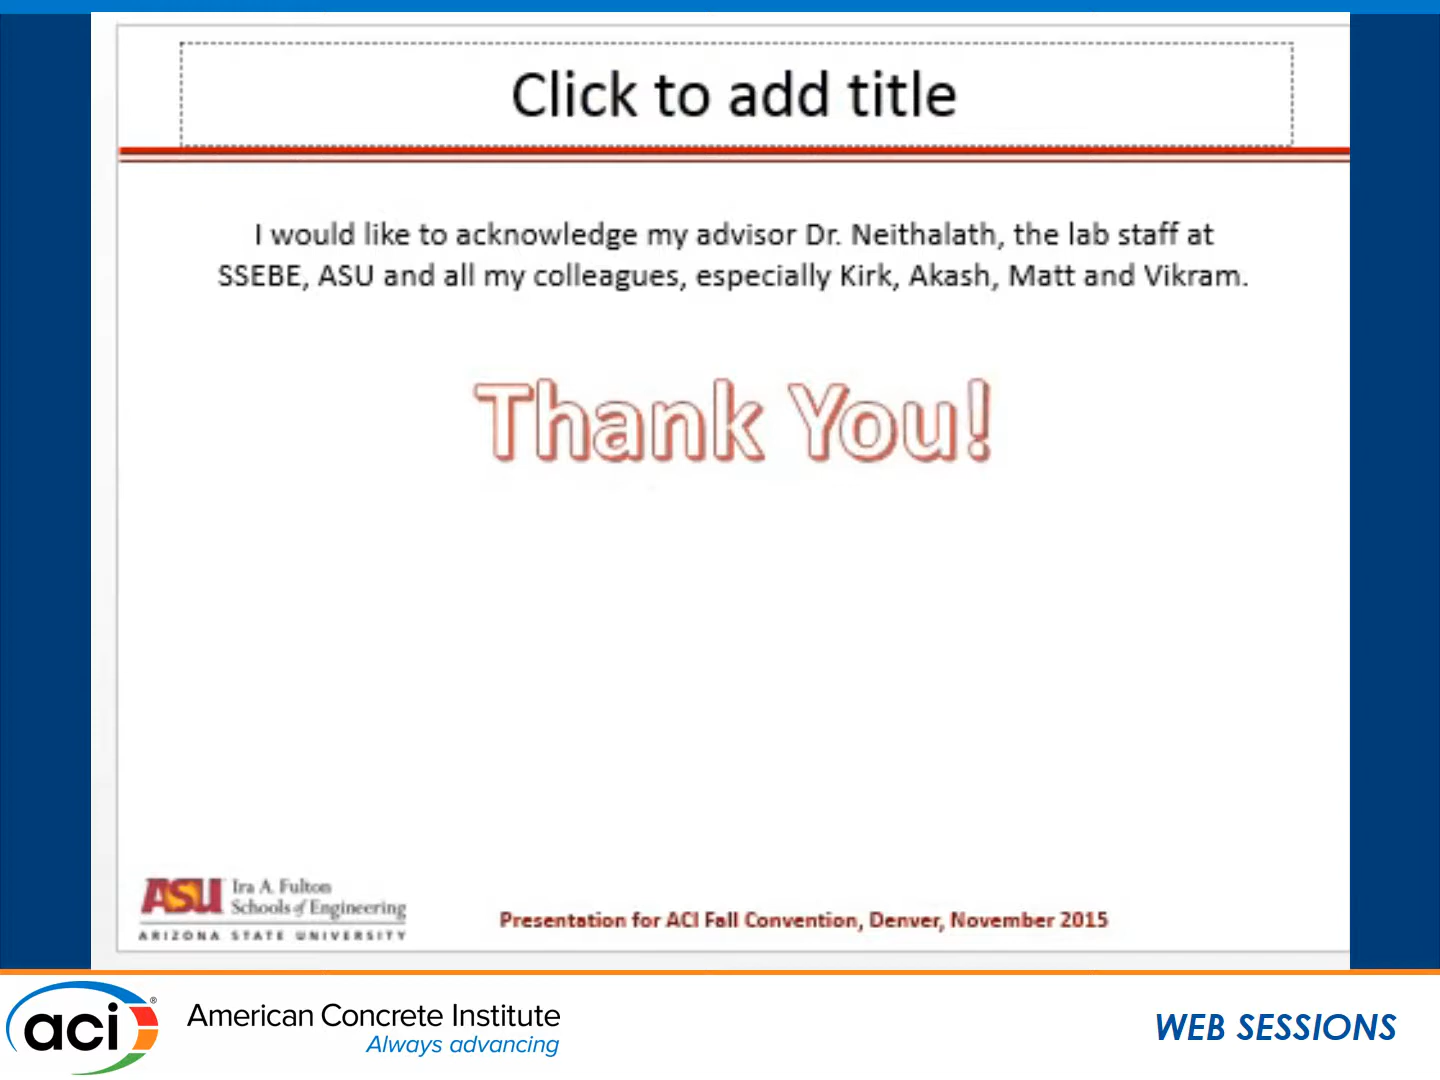 Click to add title
I would like to acknowledge my advisor Dr. Neithalath, the lab staff at
SSEBE, ASU and all my colleagues, especially Kirk, Akash, Matt and Vikram.
Thank You!
ASU Ira A. Fulton
Schools of Engineering
ARIZONA STATE UNIVERSITY
Presentation for ACI Fall Convention, Denver, November 2015
aci®
American Concrete Institute
Always advancing
WEB SESSIONS